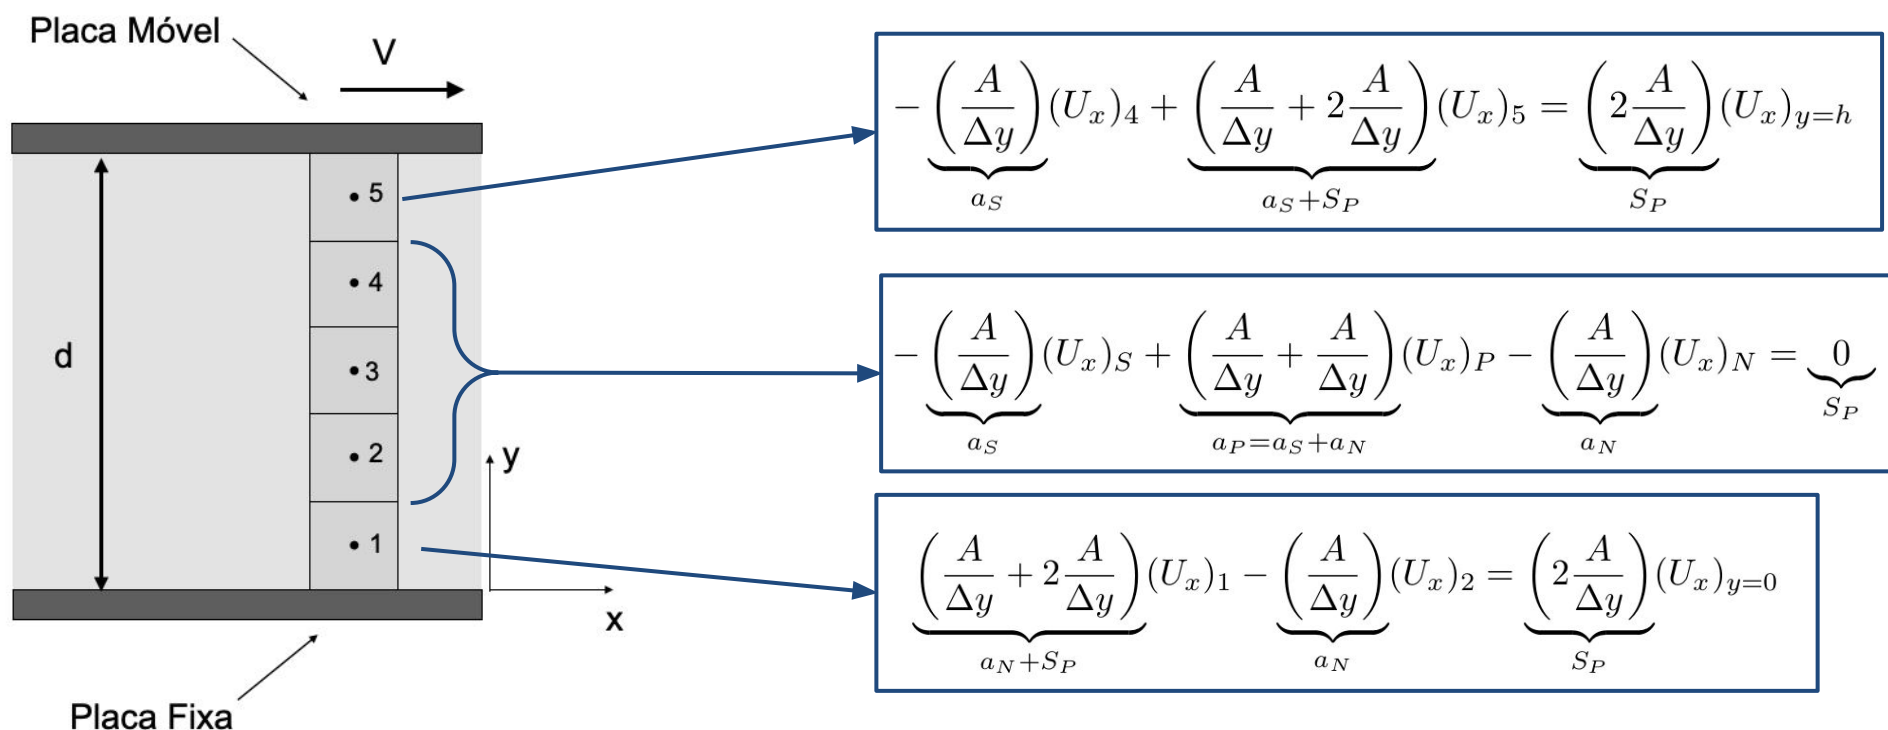 Placa Móvel
V
d
5
4
3
2
1
y
x
Placa Fixa
$-\underbrace{\left(\frac{A}{\Delta y}\right)}_{a_S}(U_x)_4 + \underbrace{\left(\frac{A}{\Delta y} + 2\frac{A}{\Delta y}\right)}_{a_S+S_P}(U_x)_5 = \underbrace{\left(2\frac{A}{\Delta y}\right)}_{S_P}(U_x)_{y=h}$
$-\underbrace{\left(\frac{A}{\Delta y}\right)}_{a_S}(U_x)_S + \underbrace{\left(\frac{A}{\Delta y} + \frac{A}{\Delta y}\right)}_{a_P=a_S+a_N}(U_x)_P - \underbrace{\left(\frac{A}{\Delta y}\right)}_{a_N}(U_x)_N = \underbrace{0}_{S_P}$
$\underbrace{\left(\frac{A}{\Delta y} + 2\frac{A}{\Delta y}\right)}_{a_N+S_P}(U_x)_1 - \underbrace{\left(\frac{A}{\Delta y}\right)}_{a_N}(U_x)_2 = \underbrace{\left(2\frac{A}{\Delta y}\right)}_{S_P}(U_x)_{y=0}$